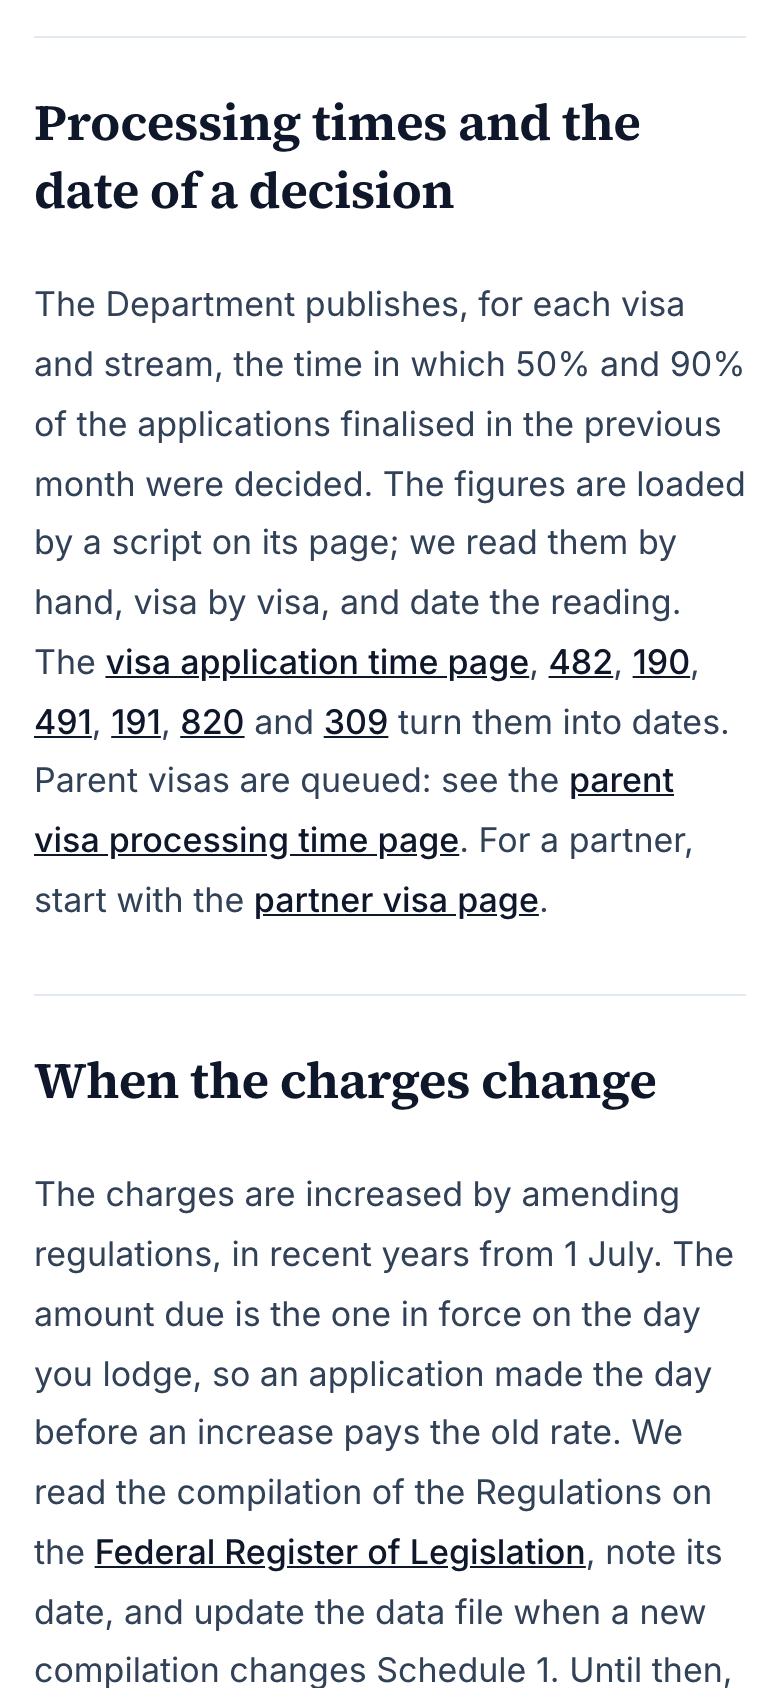 Processing times and the
date of a decision
The Department publishes, for each visa
and stream, the time in which 50% and 90%
of the applications finalised in the previous
month were decided. The figures are loaded
by a script on its page; we read them by
hand, visa by visa, and date the reading.
The visa application time page, 482, 190,
491, 191, 820 and 309 turn them into dates.
Parent visas are queued: see the parent
visa processing time page. For a partner,
start with the partner visa page.
When the charges change
The charges are increased by amending
regulations, in recent years from 1 July. The
amount due is the one in force on the day
you lodge, so an application made the day
before an increase pays the old rate. We
read the compilation of the Regulations on
the Federal Register of Legislation, note its
date, and update the data file when a new
compilation changes Schedule 1. Until then,